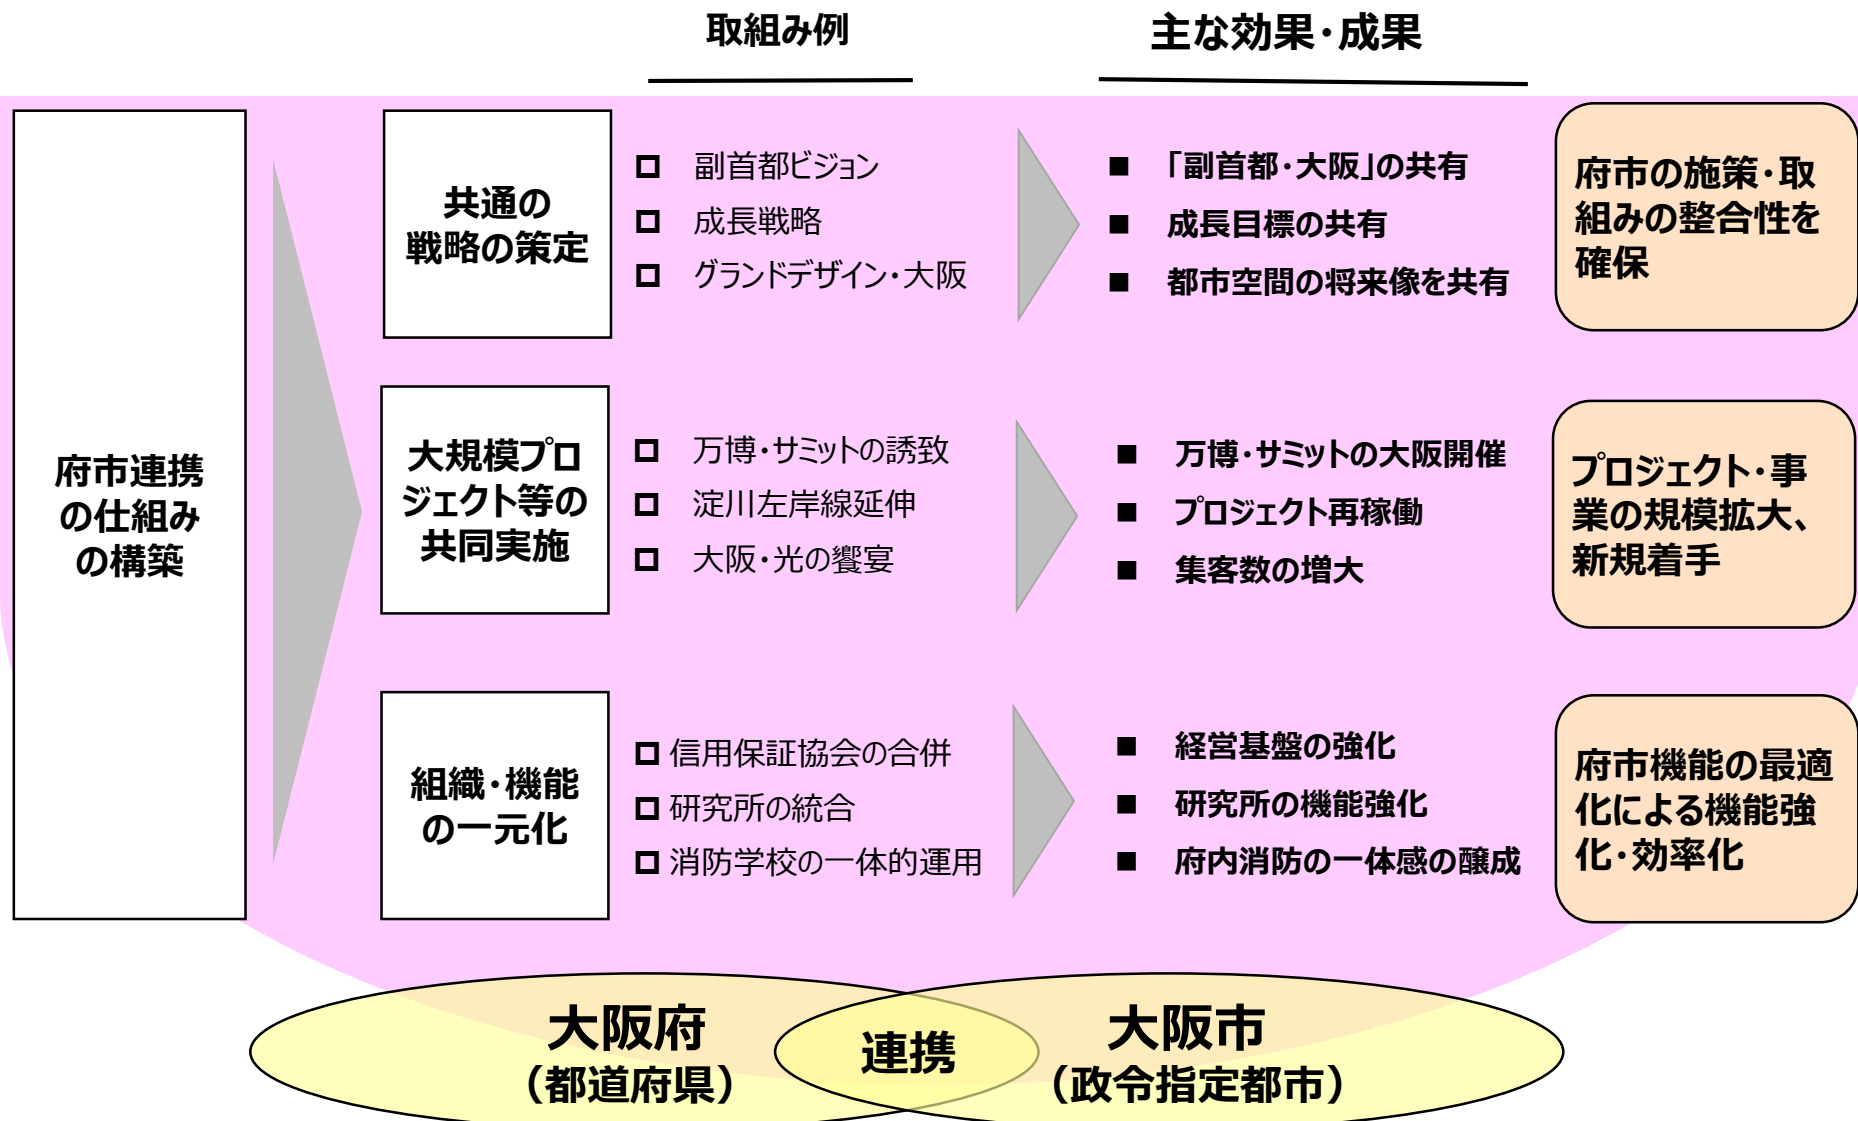 取組み例
主な効果・成果
府市連携
の仕組み
の構築
共通の
戦略の策定
副首都ビジョン
成長戦略
グランドデザイン・大阪
「副首都・大阪」の共有
成長目標の共有
都市空間の将来像を共有
府市の施策・取
組みの整合性を
確保
大規模プロ
ジェクト等の
共同実施
万博・サミットの誘致
淀川左岸線延伸
大阪・光の饗宴
万博・サミットの大阪開催
プロジェクト再稼働
集客数の増大
プロジェクト・事
業の規模拡大、
新規着手
組織・機能
の一元化
信用保証協会の合併
研究所の統合
消防学校の一体的運用
経営基盤の強化
研究所の機能強化
府内消防の一体感の醸成
府市機能の最適
化による機能強
化・効率化
大阪府
（都道府県）
連携
大阪市
（政令指定都市）